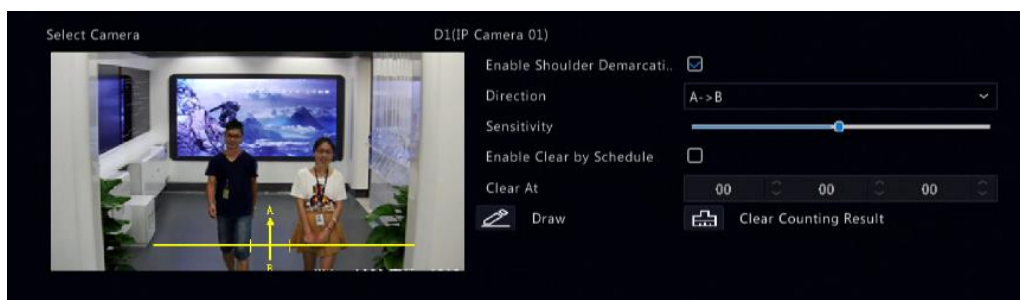 Select Camera
D1(IP Camera 01)
Enable Shoulder Demarcati..
Direction
A->B
Sensitivity
Enable Clear by Schedule
Clear At
00 00 00
Draw
Clear Counting Result
A
B